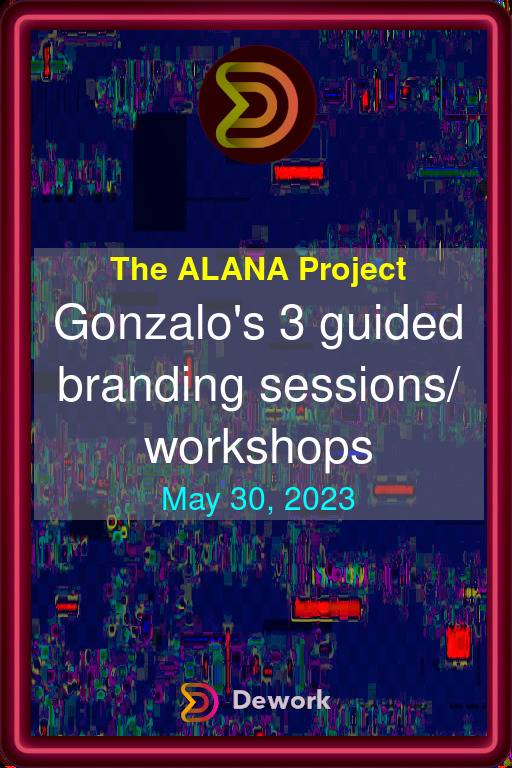 The ALANA Project
Gonzalo's 3 guided
branding sessions/
workshops
May 30, 2023
Dework